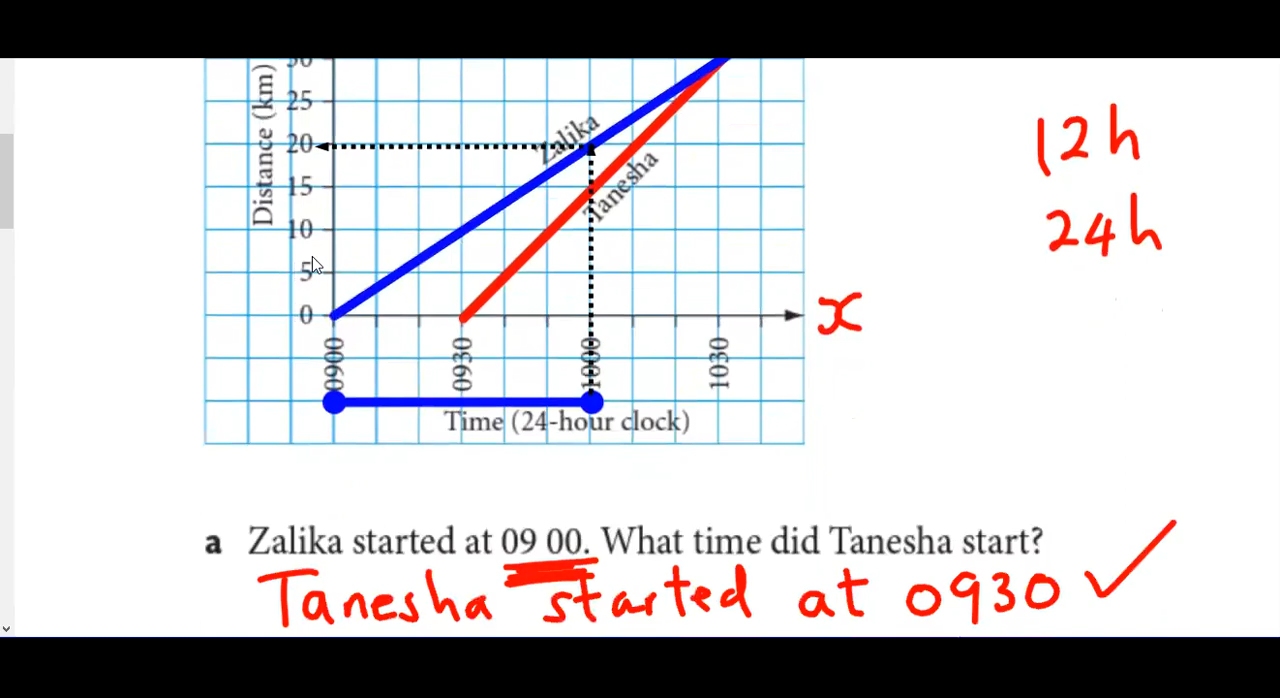 30
25
20
15
10
5
0
Distance (km)
Zalika
Tanesha
12h
24h
x
0900
0930
1000
1030
Time (24-hour clock)
a Zalika started at 09 00. What time did Tanesha start?
Tanesha started at 0930 ✓